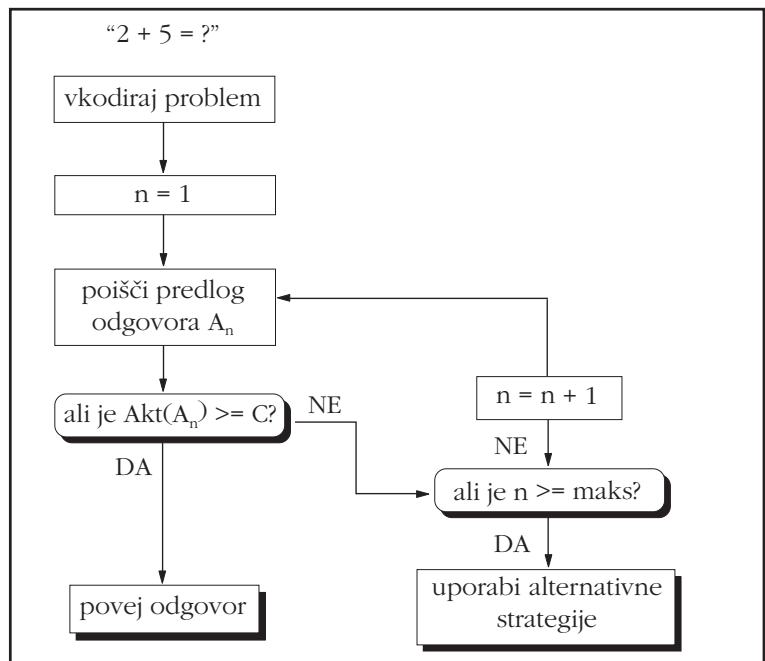 “2 + 5 = ?”
vkodiraj problem
n = 1
poišči predlog
odgovora Aₙ
ali je Akt(Aₙ) >= C?
NE
DA
povej odgovor
n = n + 1
NE
ali je n >= maks?
DA
uporabi alternativne
strategije